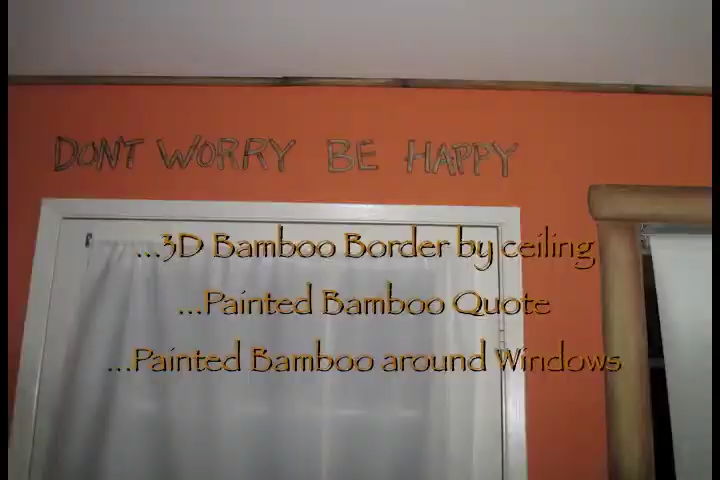 DONT WORRY BE HAPPY
...3D Bamboo Border by ceiling
...Painted Bamboo Quote
...Painted Bamboo around Windows